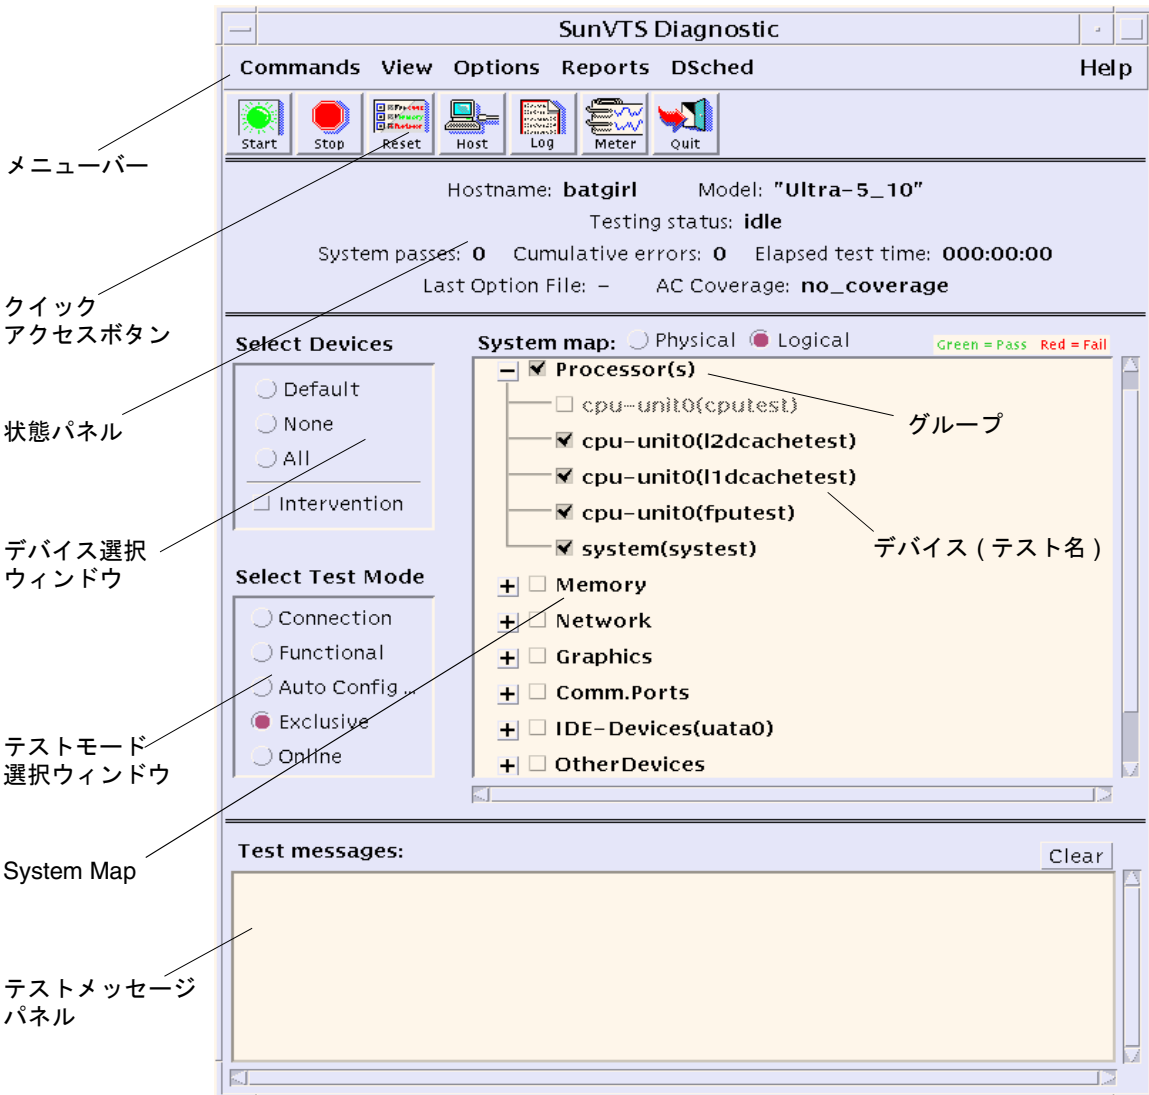 SunVTS Diagnostic
Commands View Options Reports DSched Help
Start Stop Reset Host Log Meter Quit
メニューバー
Hostname: batgirl Model: "Ultra-5_10"
Testing status: idle
System passes: 0 Cumulative errors: 0 Elapsed test time: 000:00:00
Last Option File: - AC Coverage: no_coverage
クイック
アクセスボタン
Select Devices
Default
None
All
Intervention
状態パネル
デバイス選択
ウィンドウ
System map: Physical Logical Green = Pass Red = Fail
Processor(s)
cpu-unit0(cputest)
cpu-unit0(l2dcachetest)
cpu-unit0(l1dcachetest)
cpu-unit0(fputest)
system(systest)
Memory
Network
Graphics
Comm.Ports
IDE-Devices(uata0)
OtherDevices
グループ
デバイス ( テスト名 )
Select Test Mode
Connection
Functional
Auto Config ...
Exclusive
Online
テストモード
選択ウィンドウ
System Map
Test messages: Clear
テストメッセージ
パネル